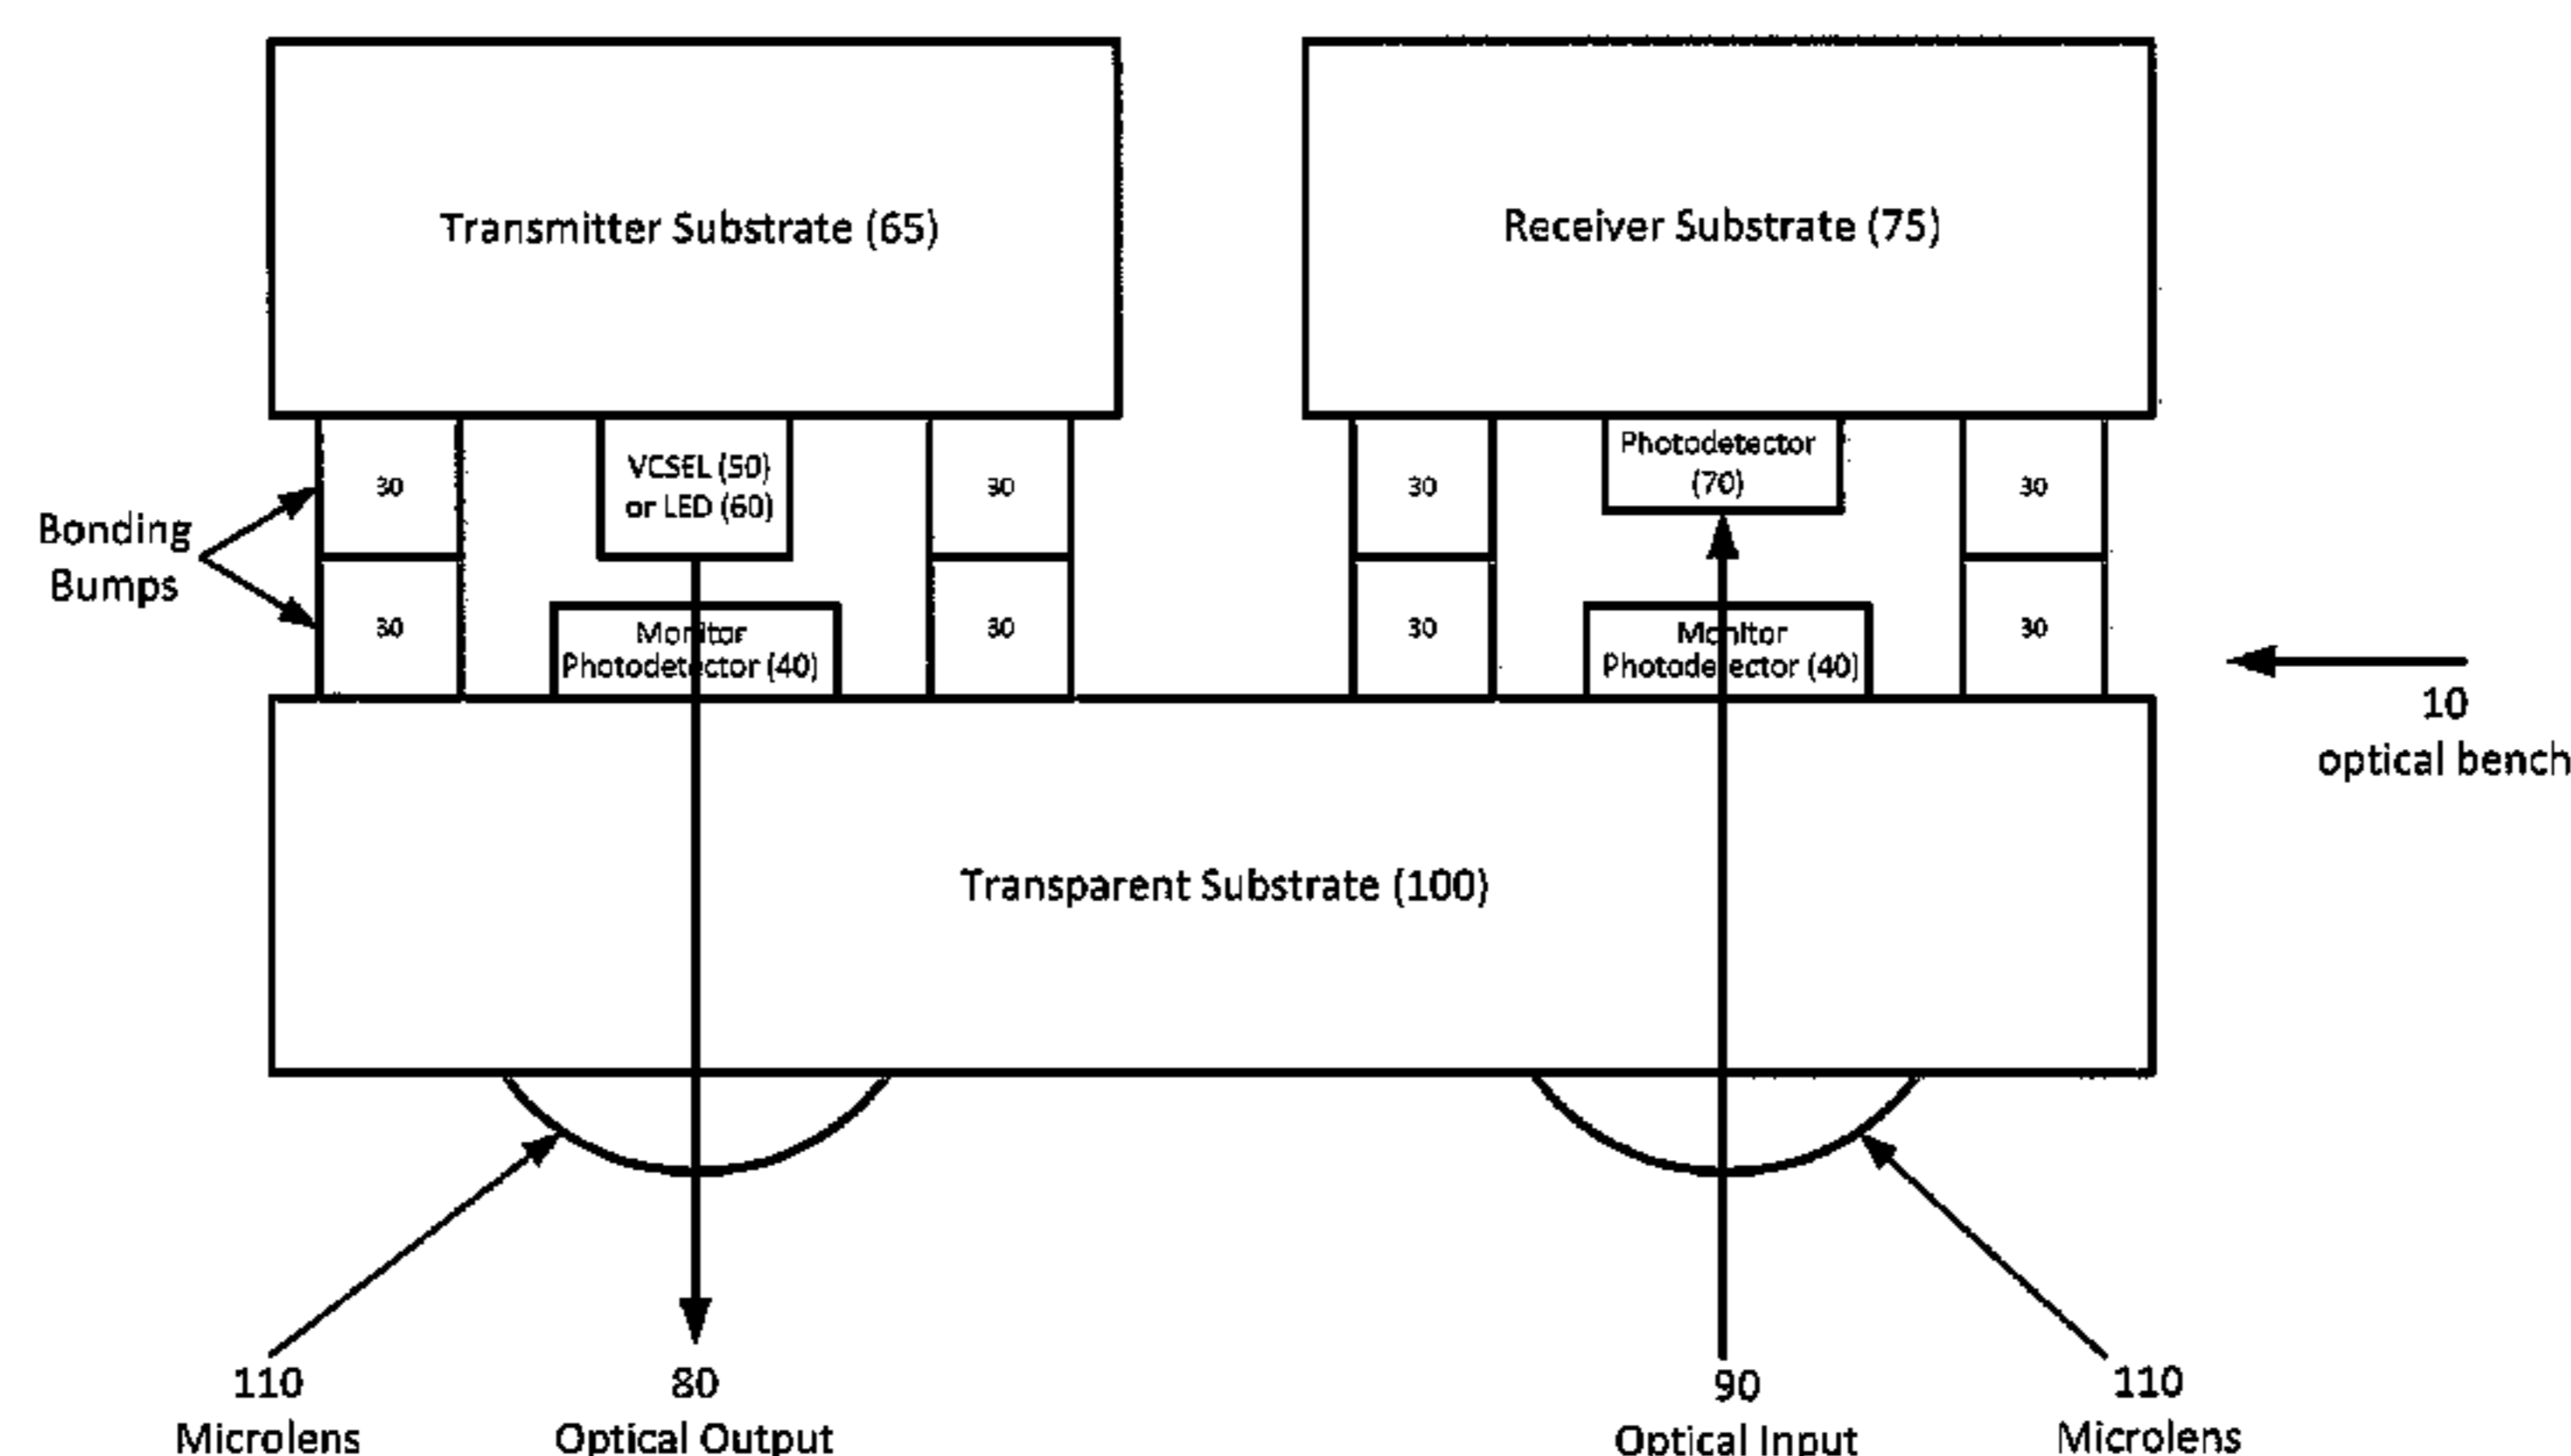 Transmitter Substrate (65)
Receiver Substrate (75)
30
VCSEL (50)
or LED (60)
30
30
Photodetector
(70)
30
Bonding
Bumps
30
Monitor
Photodetector (40)
30
30
Monitor
Photodetector (40)
30
10
optical bench
Transparent Substrate (100)
110
Microlens
80
Optical Output
90
Optical Input
110
Microlens